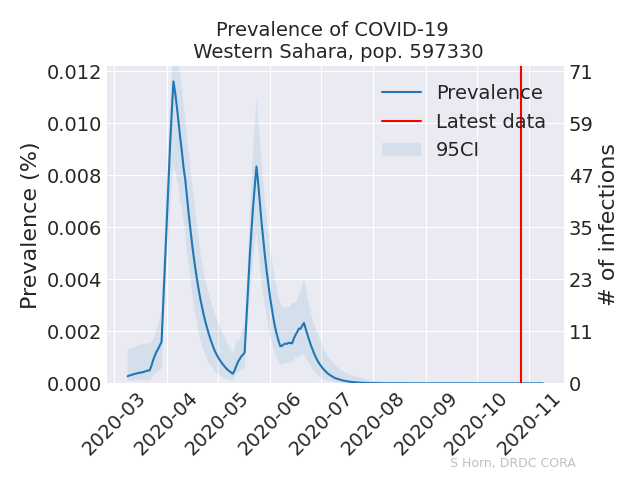 Prevalence of COVID-19
Western Sahara, pop. 597330
Prevalence (%)
0.012
0.010
0.008
0.006
0.004
0.002
0.000
Prevalence
Latest data
95CI
71
59
47
35
23
11
0
# of infections
2020-03
2020-04
2020-05
2020-06
2020-07
2020-08
2020-09
2020-10
2020-11
S Horn, DRDC CORA